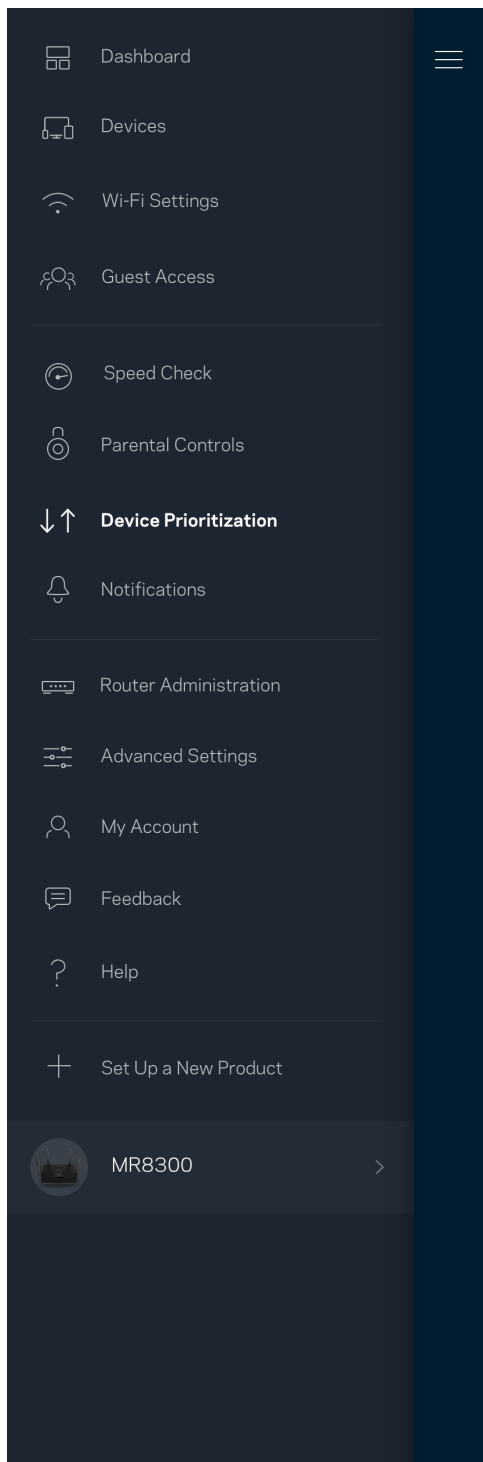 Dashboard
Devices
Wi-Fi Settings
Guest Access
Speed Check
Parental Controls
Device Prioritization
Notifications
Router Administration
Advanced Settings
My Account
Feedback
Help
Set Up a New Product
MR8300